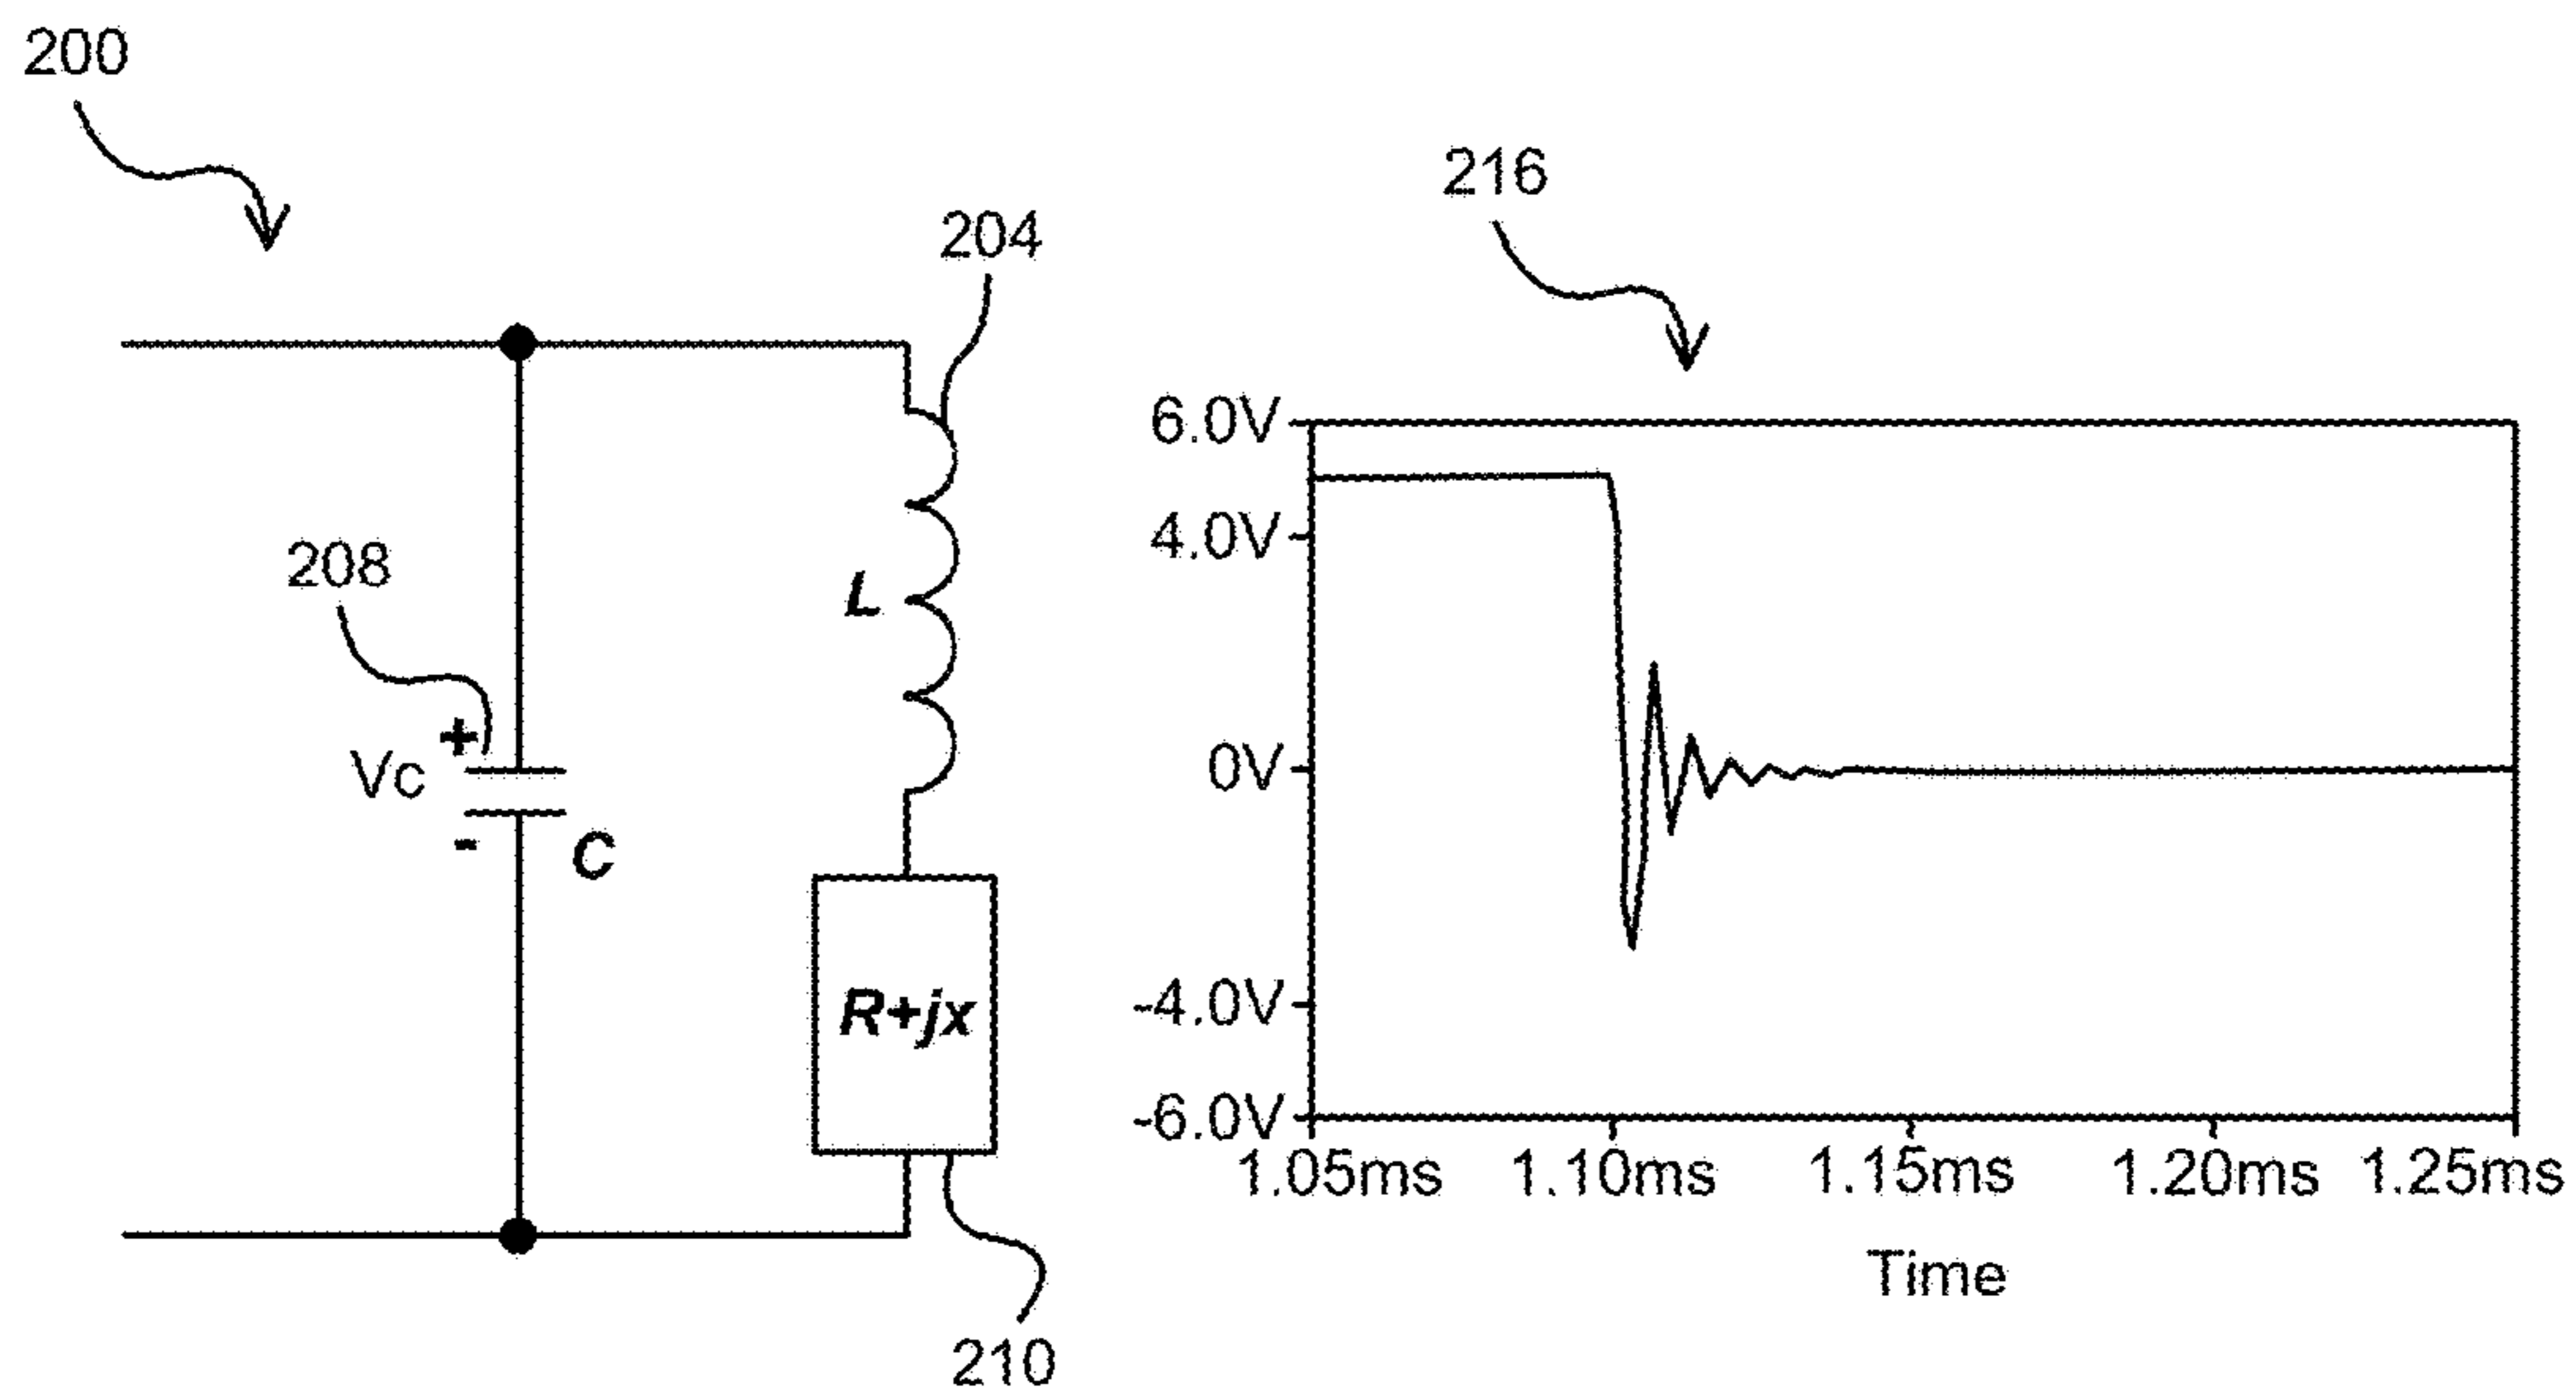 200
204
208
Vc
+
-
C
L
R+jx
210
216
6.0V
4.0V
0V
-4.0V
-6.0V
1.05ms 1.10ms 1.15ms 1.20ms 1.25ms
Time